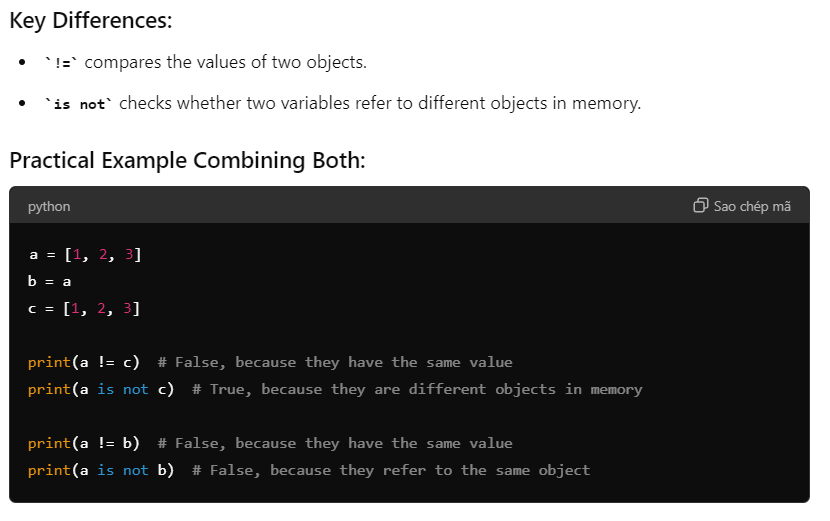 Key Differences:
• `!=` compares the values of two objects.
• `is not` checks whether two variables refer to different objects in memory.
Practical Example Combining Both:
python
Sao chép mã
a = [1, 2, 3]
b = a
c = [1, 2, 3]
print(a != c)  # False, because they have the same value
print(a is not c)  # True, because they are different objects in memory
print(a != b)  # False, because they have the same value
print(a is not b)  # False, because they refer to the same object